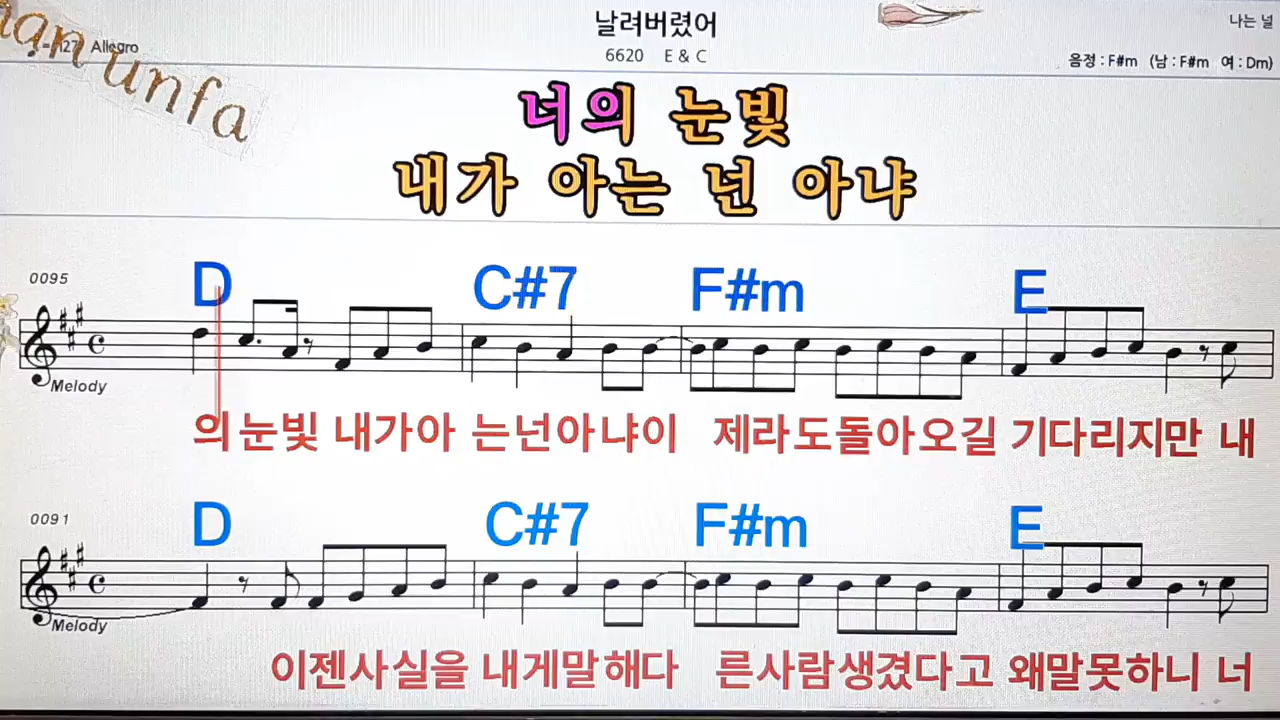 날려버렸어
나는 널
= 127 Allegro
6620 E & C
음정 : F#m (남 : F#m 여 : Dm)
unfa
너의 눈빛
내가 아는 넌 아냐
0095
D C#7 F#m E
Melody
의눈빛 내가아 는넌아냐이 제라도돌아오길 기다리지만 내
0091
D C#7 F#m E
Melody
이젠사실을 내게말해다 른사람생겼다고 왜말못하니 너